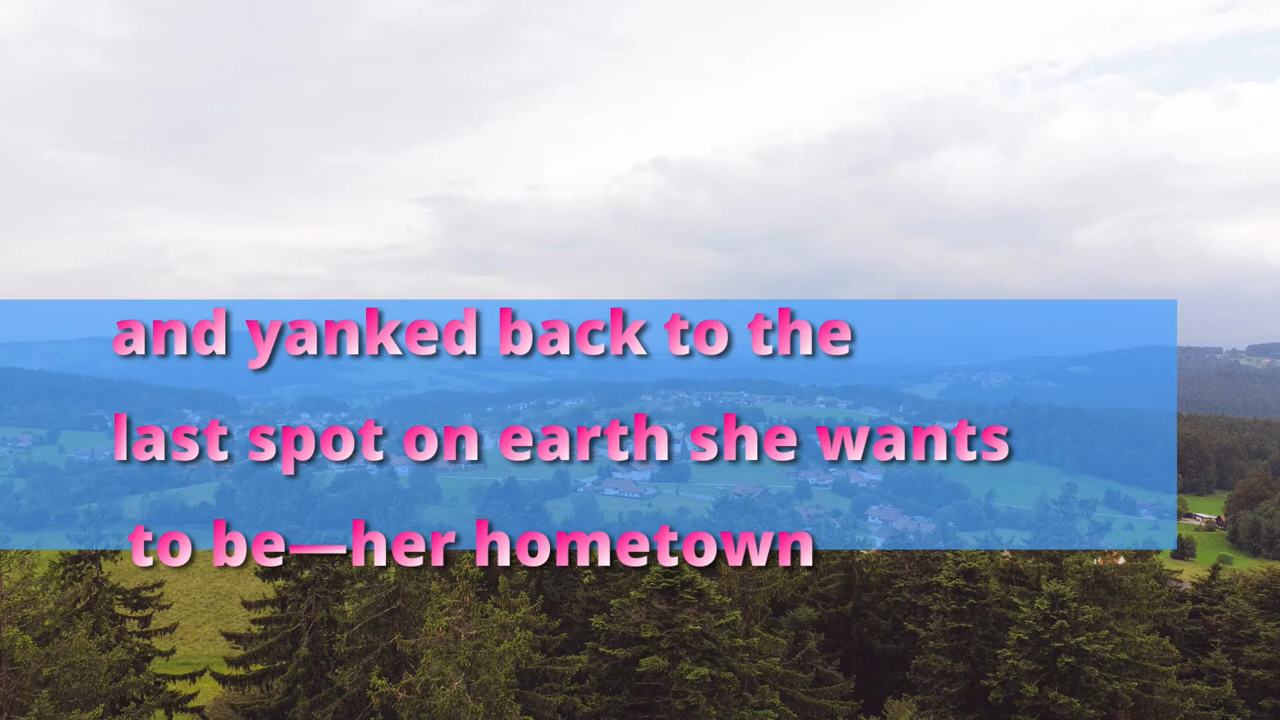 and yanked back to the
last spot on earth she wants
to be—her hometown